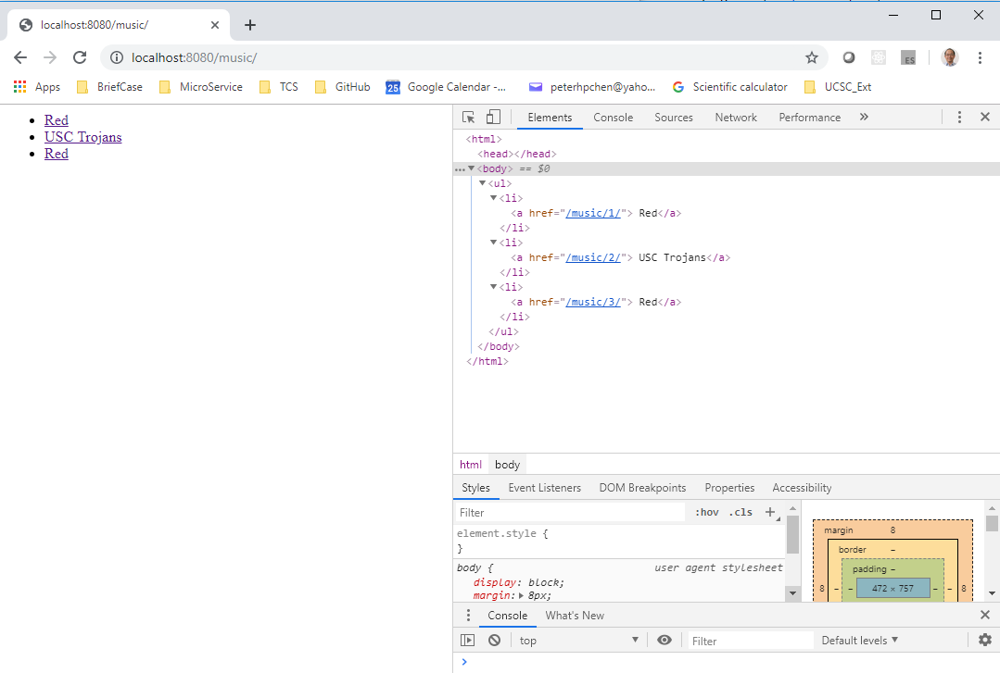 localhost:8080/music/
localhost:8080/music/
ES
Apps BriefCase MicroService TCS GitHub 25 Google Calendar -... peterhpchen@yaho... Scientific calculator UCSC_Ext
Red
USC Trojans
Red
Elements Console Sources Network Performance »
<html>
<head></head>
...▼<body> == $0
▼<ul>
▼<li>
<a href="/music/1/"> Red</a>
</li>
▼<li>
<a href="/music/2/"> USC Trojans</a>
</li>
▼<li>
<a href="/music/3/"> Red</a>
</li>
</ul>
</body>
</html>
html body
Styles Event Listeners DOM Breakpoints Properties Accessibility
Filter :hov .cls +
element.style {
}
body { user agent stylesheet
display: block;
margin:▶ 8px;
margin 8
border –
padding –
8 – – 472 × 757 – – 8
Console What's New
top ▼ Filter Default levels ▼